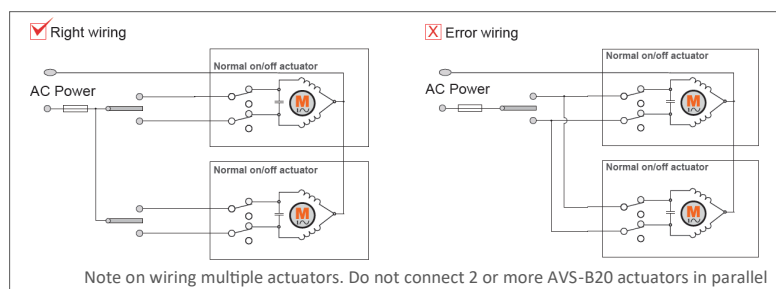 Right wiring
Normal on/off actuator
AC Power
M
Normal on/off actuator
M
X Error wiring
Normal on/off actuator
AC Power
M
Normal on/off actuator
M
Note on wiring multiple actuators. Do not connect 2 or more AVS-B20 actuators in parallel